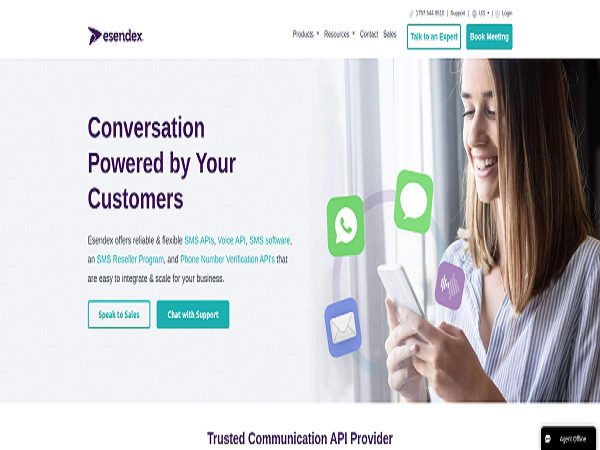 1757 544 9510 | Support | US | Login
esendex
Products Resources Contact Sales Talk to an Expert Book Meeting
Conversation
Powered by Your
Customers
Esendex offers reliable & flexible SMS APIs, Voice API, SMS software,
an SMS Reseller Program, and Phone Number Verification API's that
are easy to integrate & scale for your business.
Speak to Sales Chat with Support
Trusted Communication API Provider
Agent Offline